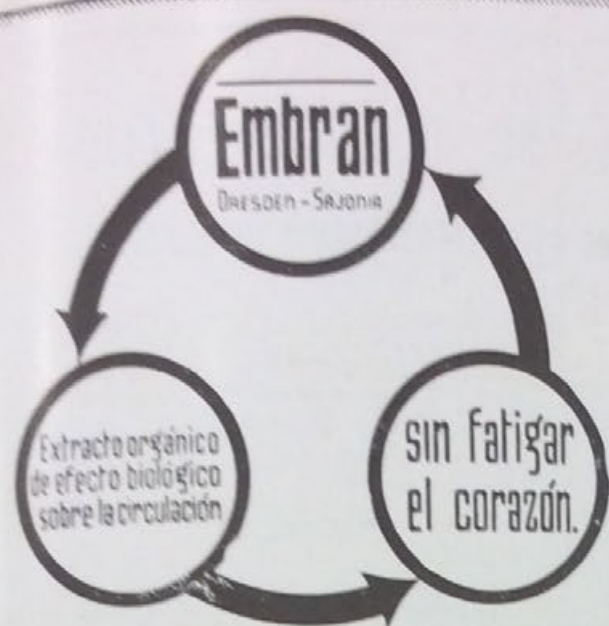 Embran
DRESDEN - SAJONIA
Extracto orgánico
de efecto biológico
sobre la circulación
sin fatigar
el corazón.